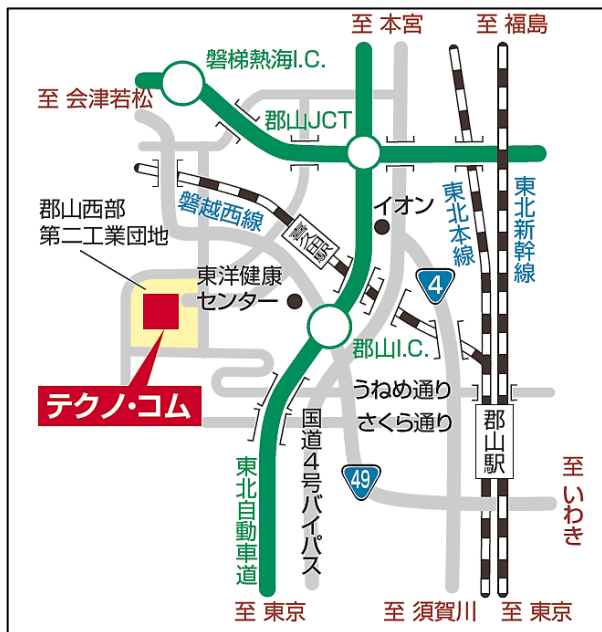 至 本宮
至 福島
磐梯熱海I.C.
至 会津若松
郡山JCT
磐越西線
イオン
東北本線
東北新幹線
郡山西部
第二工業団地
喜久田駅
東洋健康
センター
4
郡山I.C.
テクノ・コム
うねめ通り
さくら通り
郡山駅
国道4号バイパス
49
東北自動車道
至 いわき
至 東京
至 須賀川
至 東京